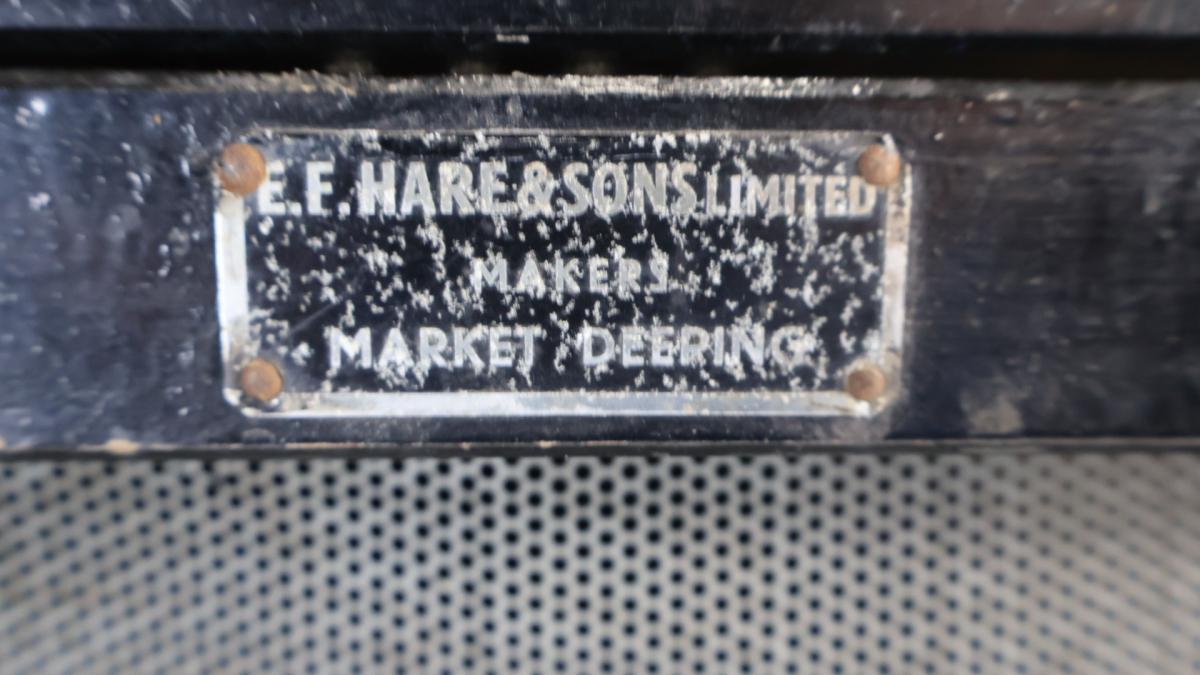 E.E.HARE&SONS.LIMITED
MAKERS
MARKET DEEPING